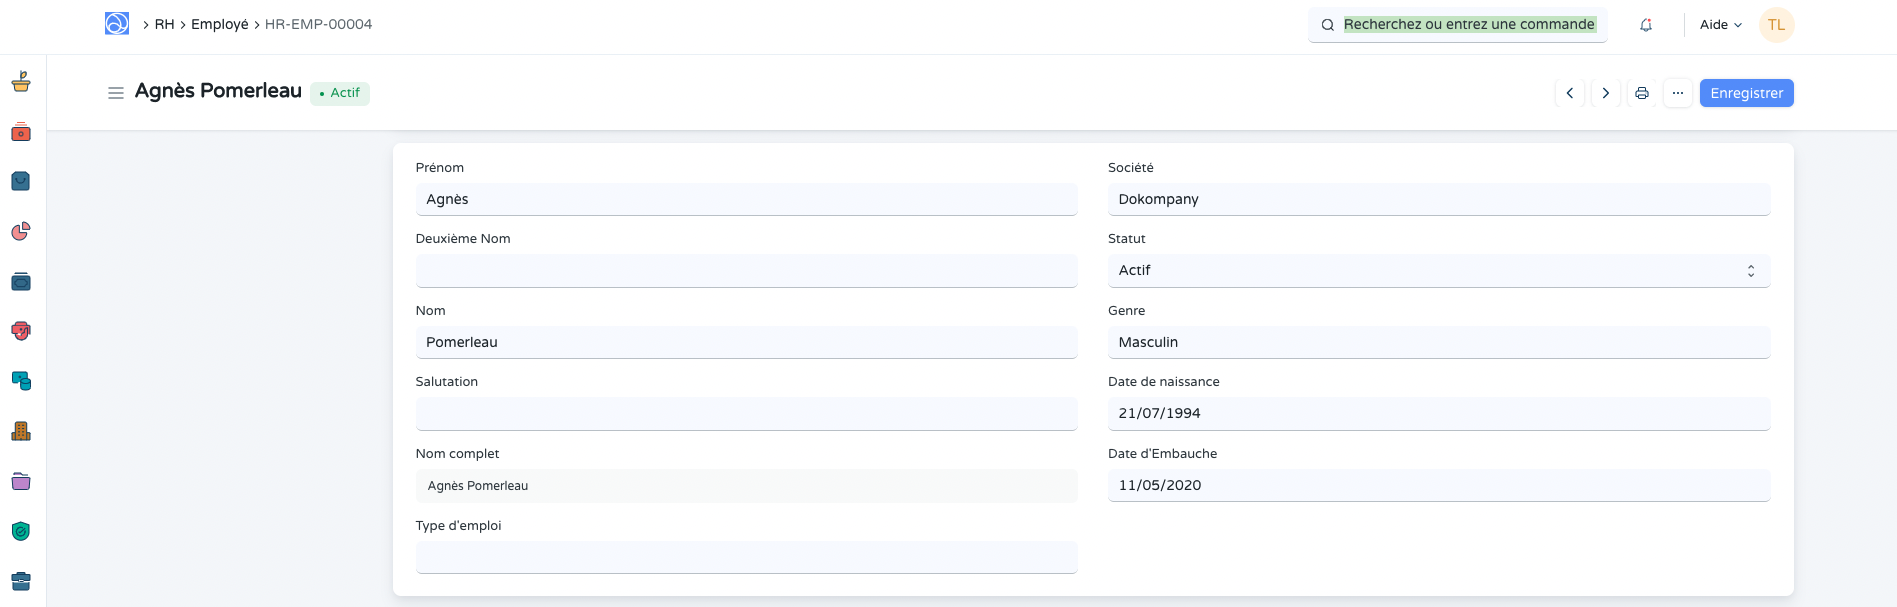 RH > Employé > HR-EMP-00004
Recherchez ou entrez une commande
Aide
TL
Agnès Pomerleau
• Actif
Enregistrer
Prénom
Agnès
Deuxième Nom
Nom
Pomerleau
Salutation
Nom complet
Agnès Pomerleau
Type d'emploi
Société
Dokompany
Statut
Actif
Genre
Masculin
Date de naissance
21/07/1994
Date d'Embauche
11/05/2020